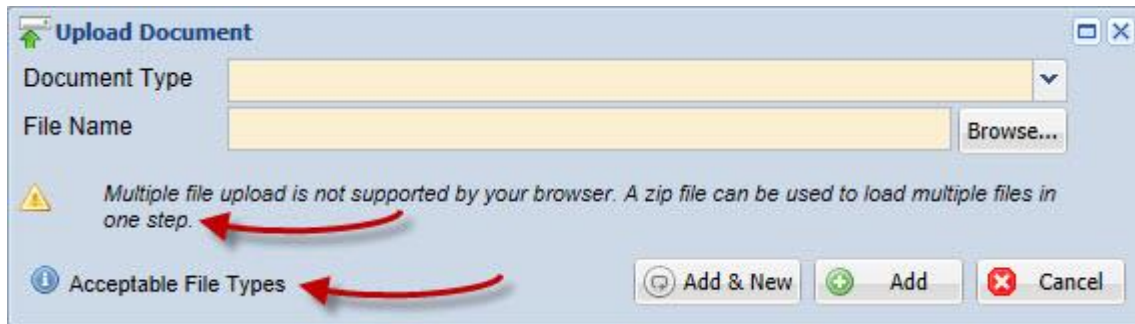 Upload Document
Document Type
File Name
Browse...
Multiple file upload is not supported by your browser. A zip file can be used to load multiple files in
one step.
Acceptable File Types
Add & New
Add
Cancel